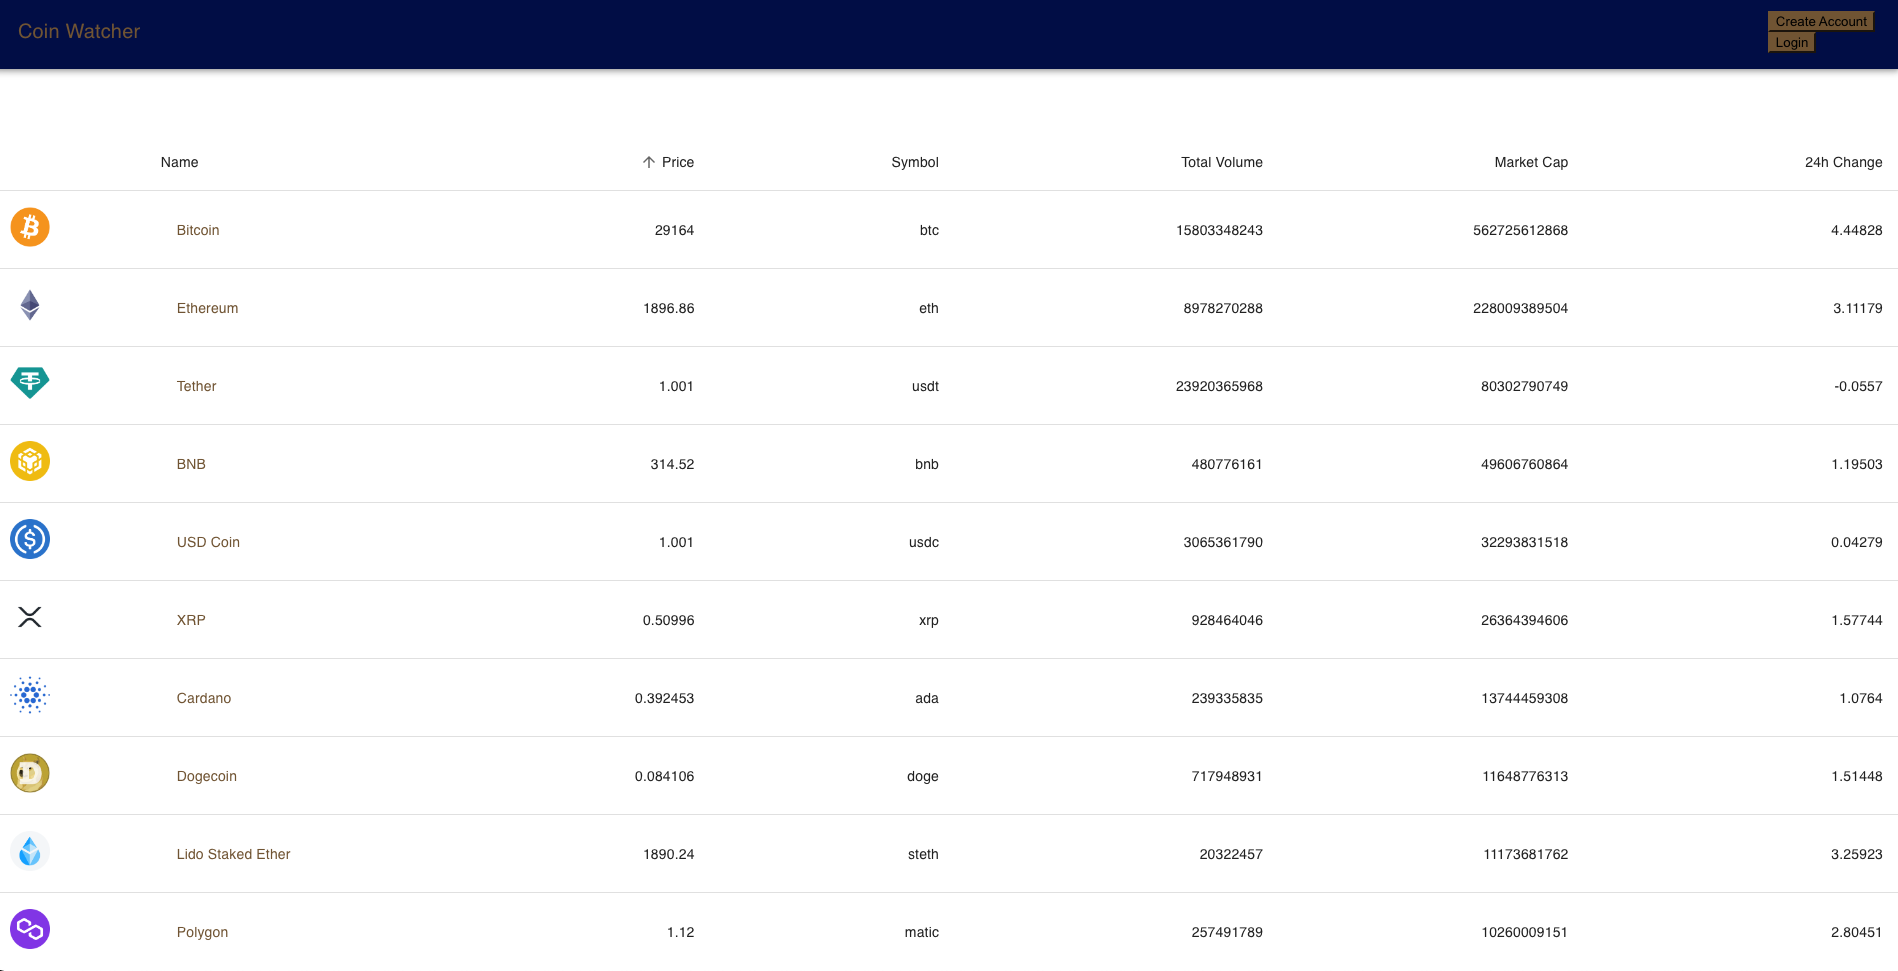 Coin Watcher
Create Account
Login
Name Price Symbol Total Volume Market Cap 24h Change
Bitcoin 29164 btc 15803348243 562725612868 4.44828
Ethereum 1896.86 eth 8978270288 228009389504 3.11179
Tether 1.001 usdt 23920365968 80302790749 -0.0557
BNB 314.52 bnb 480776161 49606760864 1.19503
USD Coin 1.001 usdc 3065361790 32293831518 0.04279
XRP 0.50996 xrp 928464046 26364394606 1.57744
Cardano 0.392453 ada 239335835 13744459308 1.0764
Dogecoin 0.084106 doge 717948931 11648776313 1.51448
Lido Staked Ether 1890.24 steth 20322457 11173681762 3.25923
Polygon 1.12 matic 257491789 10260009151 2.80451